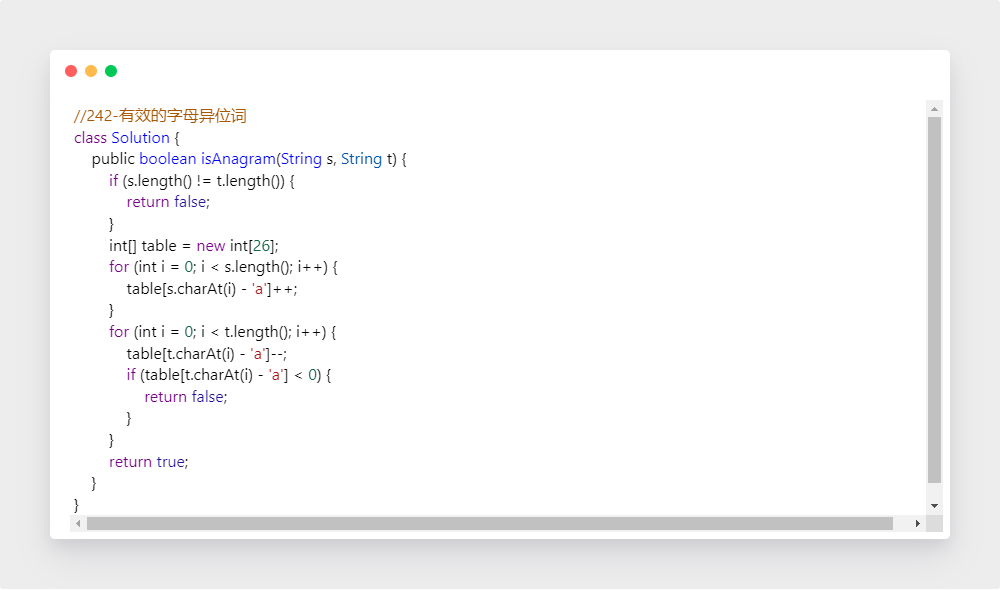 //242-有效的字母异位词
class Solution {
    public boolean isAnagram(String s, String t) {
        if (s.length() != t.length()) {
            return false;
        }
        int[] table = new int[26];
        for (int i = 0; i < s.length(); i++) {
            table[s.charAt(i) - 'a']++;
        }
        for (int i = 0; i < t.length(); i++) {
            table[t.charAt(i) - 'a']--;
            if (table[t.charAt(i) - 'a'] < 0) {
                return false;
            }
        }
        return true;
    }
}